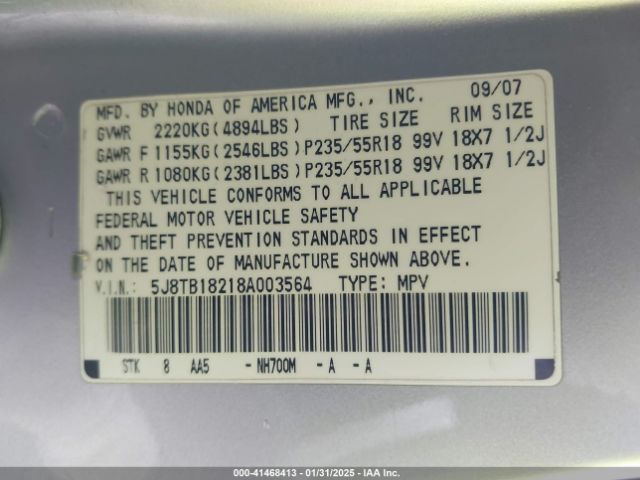 09/07
MFD. BY HONDA OF AMERICA MFG., INC.
GVWR 2220KG(4894LBS) TIRE SIZE RIM SIZE
GAWR F 1155KG(2546LBS)P235/55R18 99V 18X7 1/2J
GAWR R 1080KG(2381LBS)P235/55R18 99V 18X7 1/2J
THIS VEHICLE CONFORMS TO ALL APPLICABLE
FEDERAL MOTOR VEHICLE SAFETY
AND THEFT PREVENTION STANDARDS IN EFFECT
ON THE DATE OF MANUFACTURE SHOWN ABOVE.
V.I.N.: 5J8TB18218A003564 TYPE: MPV
STK 8 AA5 -NH700M -A -A
000-41468413 - 01/31/2025 - IAA Inc.